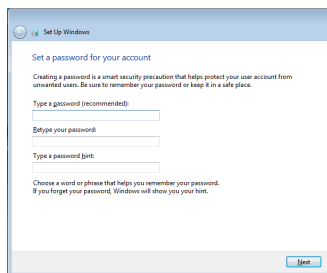 Set Up Windows
Set a password for your account
Creating a password is a smart security precaution that helps protect your user account from
unwanted users. Be sure to remember your password or keep it in a safe place.
Type a password (recommended):
Retype your password:
Type a password hint:
Choose a word or phrase that helps you remember your password.
If you forget your password, Windows will show you your hint.
Next